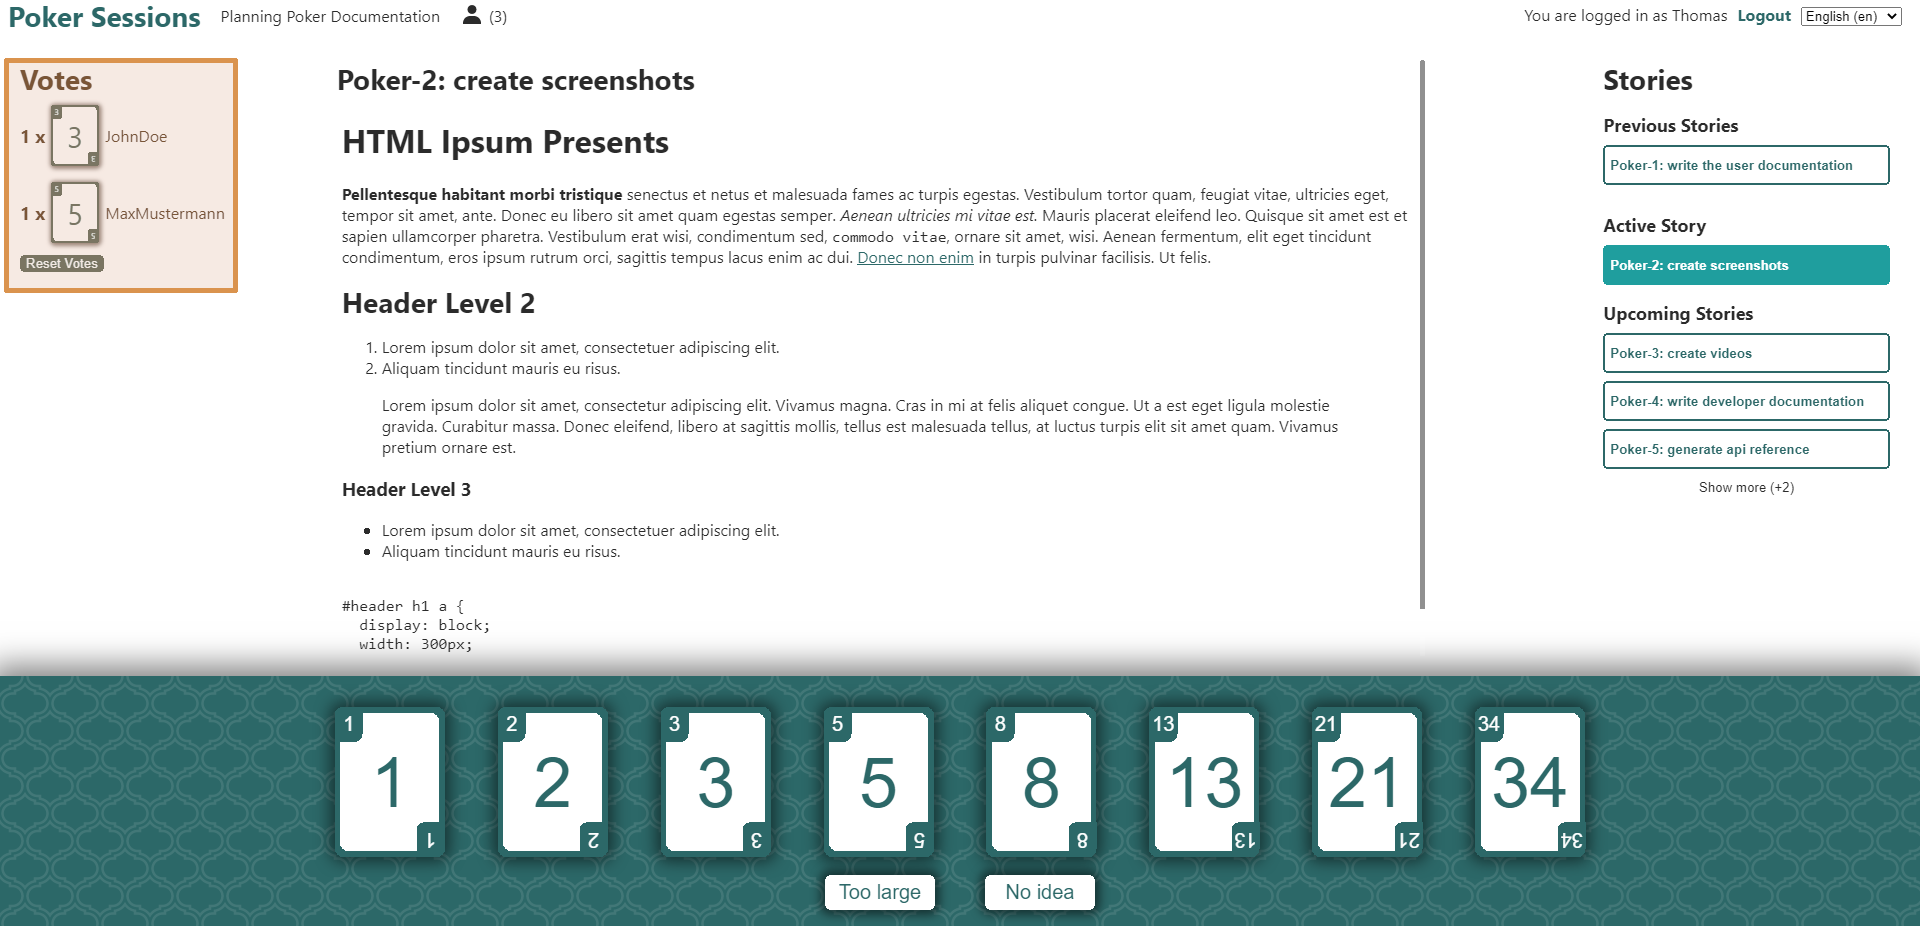 Poker Sessions Planning Poker Documentation (3) You are logged in as Thomas Logout English (en)
Votes
1 x 3 3 3 JohnDoe
1 x 5 5 5 MaxMustermann
Reset Votes
Poker-2: create screenshots
HTML Ipsum Presents
Pellentesque habitant morbi tristique senectus et netus et malesuada fames ac turpis egestas. Vestibulum tortor quam, feugiat vitae, ultricies eget,
tempor sit amet, ante. Donec eu libero sit amet quam egestas semper. Aenean ultricies mi vitae est. Mauris placerat eleifend leo. Quisque sit amet est et
sapien ullamcorper pharetra. Vestibulum erat wisi, condimentum sed, commodo vitae, ornare sit amet, wisi. Aenean fermentum, elit eget tincidunt
condimentum, eros ipsum rutrum orci, sagittis tempus lacus enim ac dui. Donec non enim in turpis pulvinar facilisis. Ut felis.
Header Level 2
1. Lorem ipsum dolor sit amet, consectetuer adipiscing elit.
2. Aliquam tincidunt mauris eu risus.
Lorem ipsum dolor sit amet, consectetur adipiscing elit. Vivamus magna. Cras in mi at felis aliquet congue. Ut a est eget ligula molestie
gravida. Curabitur massa. Donec eleifend, libero at sagittis mollis, tellus est malesuada tellus, at luctus turpis elit sit amet quam. Vivamus
pretium ornare est.
Header Level 3
• Lorem ipsum dolor sit amet, consectetuer adipiscing elit.
• Aliquam tincidunt mauris eu risus.
#header h1 a {
display: block;
width: 300px;
Stories
Previous Stories
Poker-1: write the user documentation
Active Story
Poker-2: create screenshots
Upcoming Stories
Poker-3: create videos
Poker-4: write developer documentation
Poker-5: generate api reference
Show more (+2)
1 2 3 5 8 13 21 34
1 2 3 5 8 13 21 34
1 2 3 5 8 13 21 34
Too large No idea